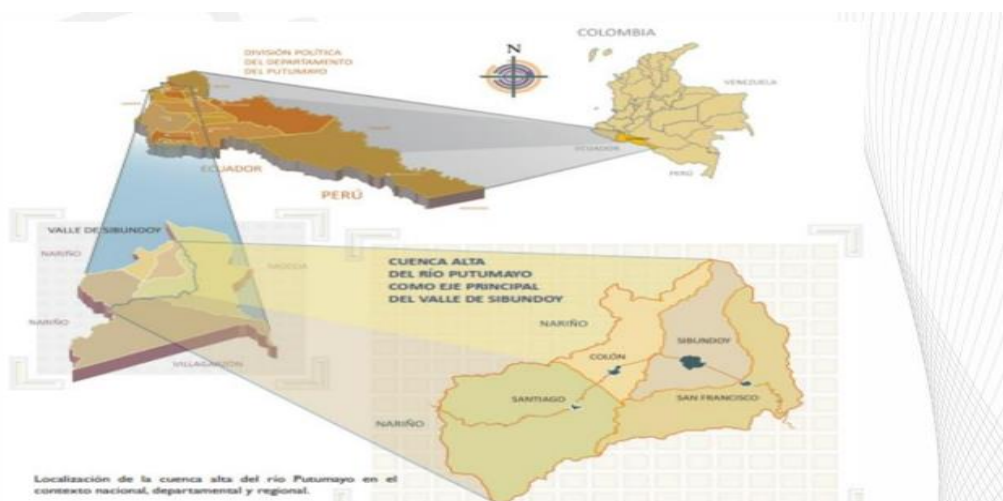 COLOMBIA
DIVISIÓN POLÍTICA
DEL DEPARTAMENTO
DEL PUTUMAYO
N
VENEZUELA
ECUADOR
PERÚ
ECUADOR
PERÚ
VALLE DE SIBUNDOY
NARIÑO
MOCOA
NARIÑO
VILLAGARZÓN
CUENCA ALTA
DEL RÍO PUTUMAYO
COMO EJE PRINCIPAL
DEL VALLE DE SIBUNDOY
NARIÑO
SIBUNDOY
COLÓN
SANTIAGO
SAN FRANCISCO
NARIÑO
Localización de la cuenca alta del río Putumayo en el
contexto nacional, departamental y regional.